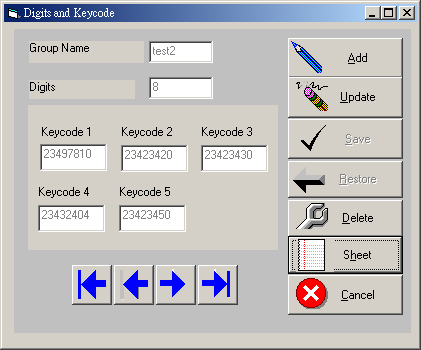 Digits and Keycode
Group Name test2
Digits 8
Keycode 1 Keycode 2 Keycode 3
23497810 23423420 23423430
Keycode 4 Keycode 5
23432404 23423450
Add
Update
Save
Restore
Delete
Sheet
Cancel